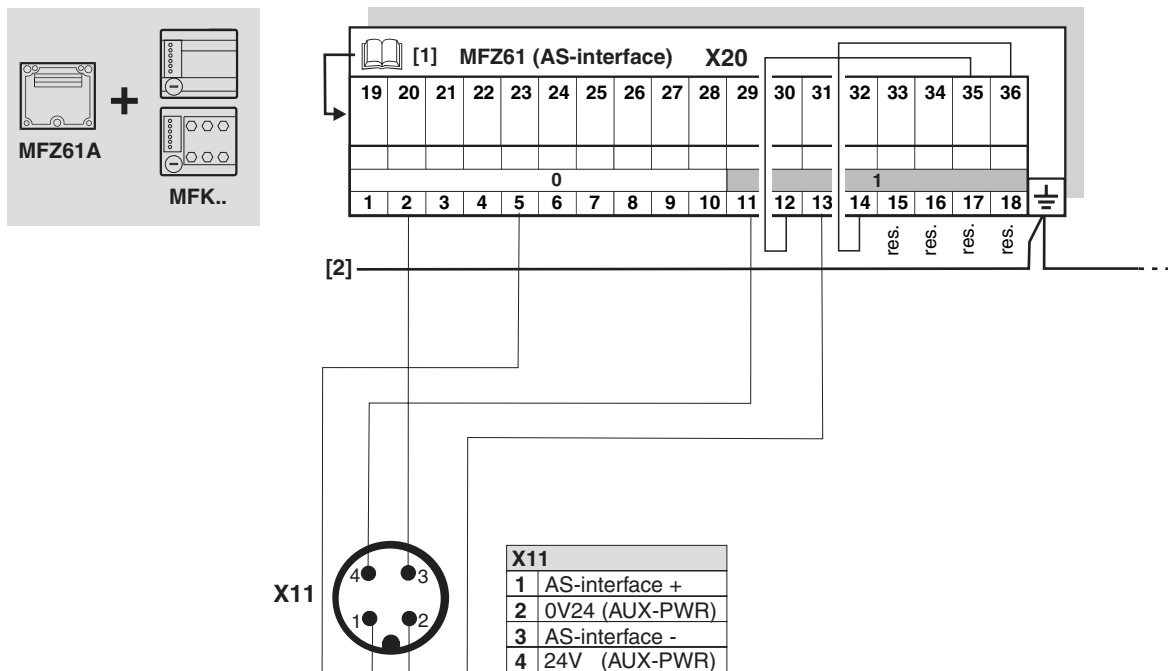 [1] MFZ61 (AS-interface) X20
19 20 21 22 23 24 25 26 27 28 29 30 31 32 33 34 35 36
0 1
1 2 3 4 5 6 7 8 9 10 11 12 13 14 15 16 17 18
res. res. res. res.
MFZ61A
+
MFK..
[2]
X11
4 3
1 2
X11
1 AS-interface +
2 0V24 (AUX-PWR)
3 AS-interface -
4 24V (AUX-PWR)